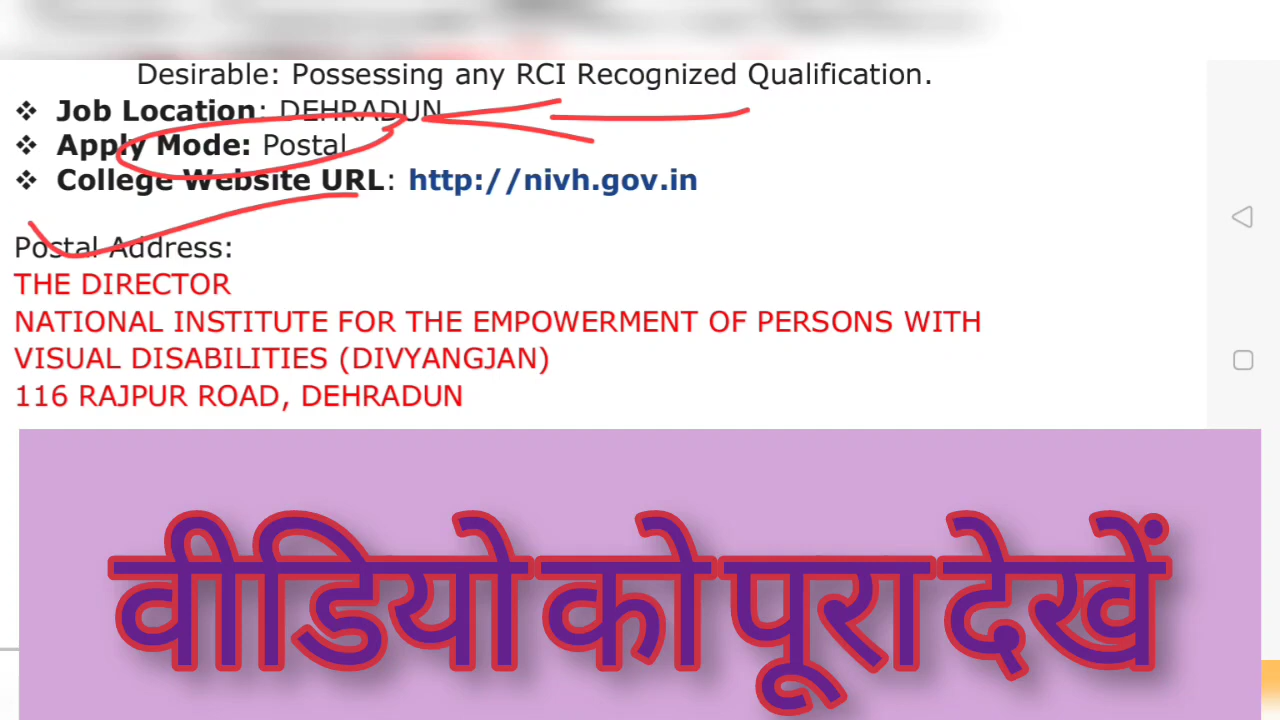 Desirable: Possessing any RCI Recognized Qualification.
❖ Job Location: DEHRADUN
❖ Apply Mode: Postal
❖ College Website URL: http://nivh.gov.in
Postal Address:
THE DIRECTOR
NATIONAL INSTITUTE FOR THE EMPOWERMENT OF PERSONS WITH
VISUAL DISABILITIES (DIVYANGJAN)
116 RAJPUR ROAD, DEHRADUN
वीडियो को पूरा देखें